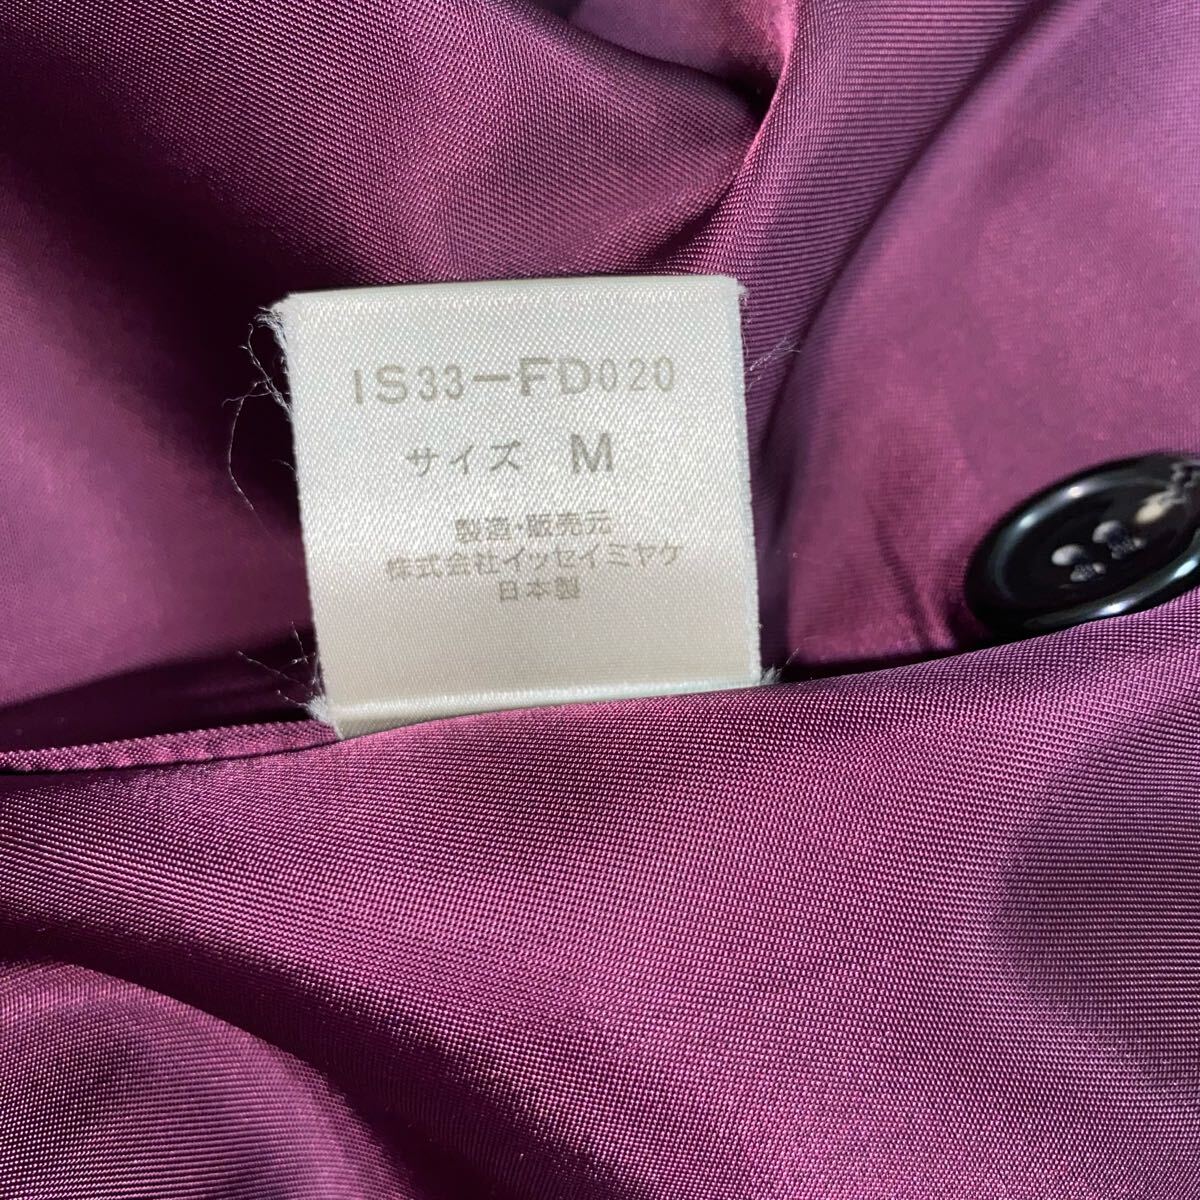 IS33-FD020
サイズ M
製造・販売元
株式会社イッセイミヤケ
日本製